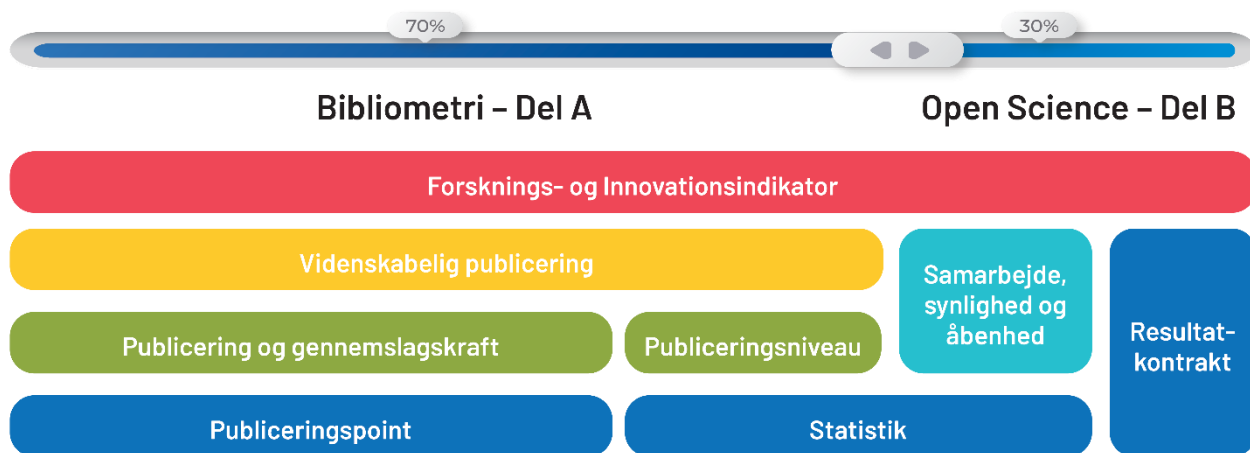 70%
30%
Bibliometri – Del A
Open Science – Del B
Forsknings- og Innovationsindikator
Videnskabelig publicering
Samarbejde,
synlighed og
åbenhed
Resultat-
kontrakt
Publicering og gennemslagskraft
Publiceringsniveau
Publiceringspoint
Statistik